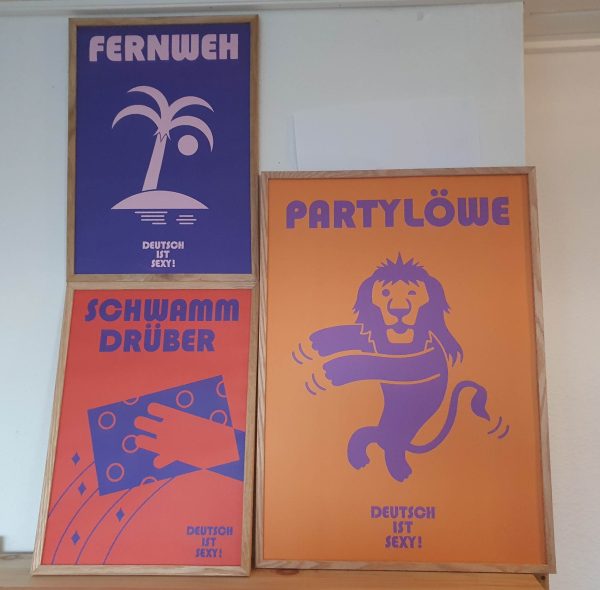 FERNWEH
DEUTSCH
IST
SEXY!
SCHWAMM
DRÜBER
DEUTSCH
IST
SEXY!
PARTYLÖWE
DEUTSCH
IST
SEXY!